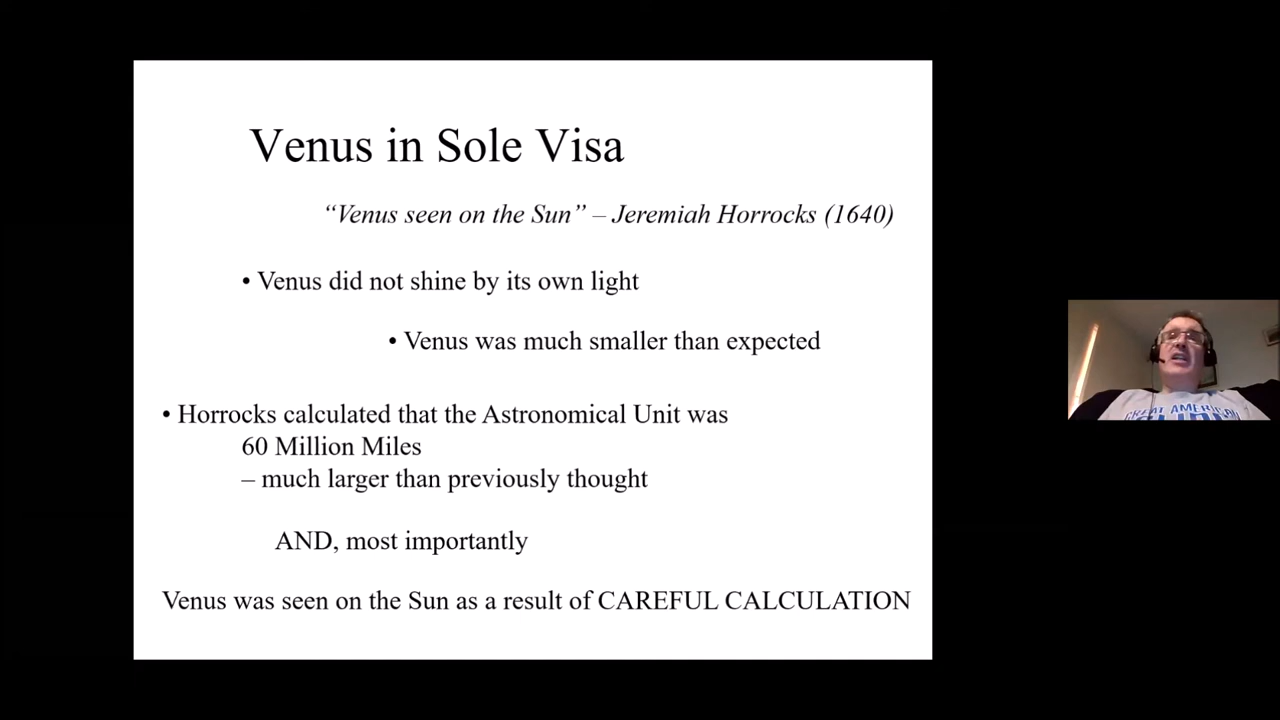 Venus in Sole Visa
“Venus seen on the Sun” – Jeremiah Horrocks (1640)
• Venus did not shine by its own light
• Venus was much smaller than expected
• Horrocks calculated that the Astronomical Unit was
60 Million Miles
– much larger than previously thought
AND, most importantly
Venus was seen on the Sun as a result of CAREFUL CALCULATION
GREAT AMERICAN